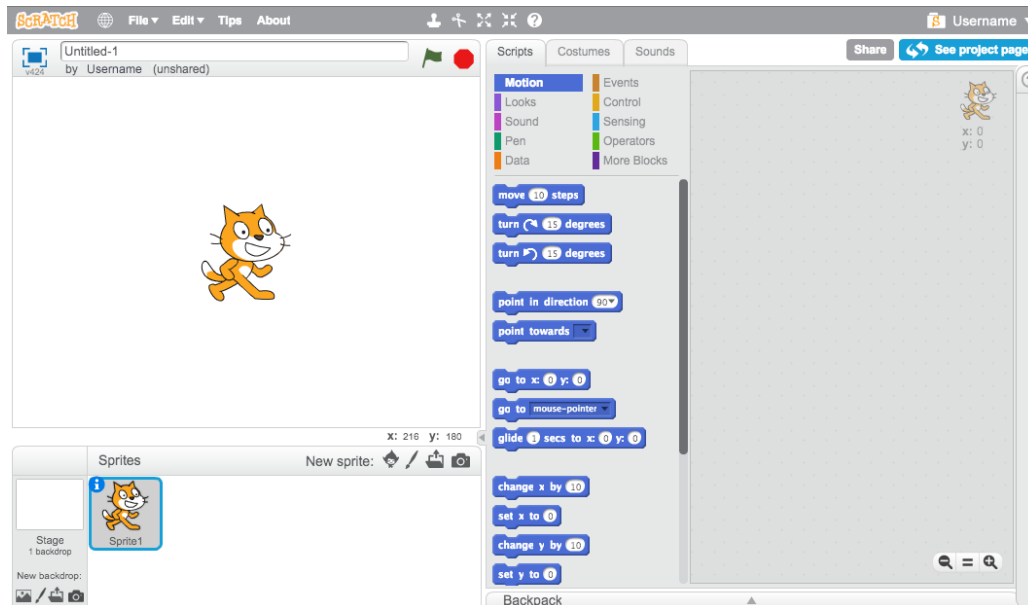 SCRATCH File Edit Tips About Username
Untitled-1
v424 by Username (unshared)
Scripts Costumes Sounds
Share See project page
Motion Events
Looks Control
Sound Sensing
Pen Operators
Data More Blocks
x: 0
y: 0
move 10 steps
turn 15 degrees
turn 15 degrees
point in direction 90
point towards
go to x: 0 y: 0
go to mouse-pointer
glide 1 secs to x: 0 y: 0
change x by 10
set x to 0
change y by 10
set y to 0
X: 216 Y: 180
Sprites New sprite:
Stage
1 backdrop
Sprite1
New backdrop:
Backpack